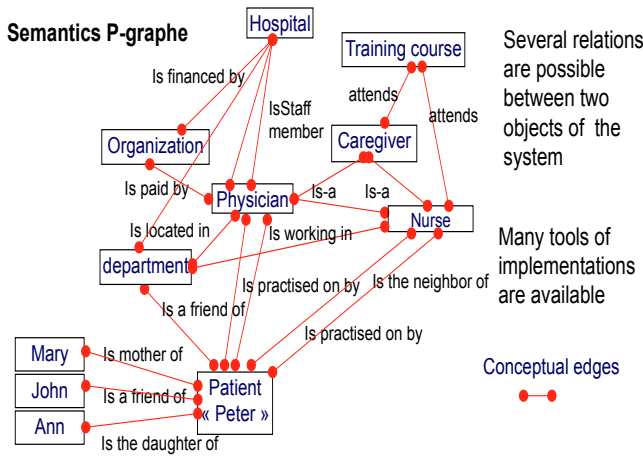 Semantics P-graphe
Hospital
Training course
Several relations
are possible
between two
objects of the
system
Is financed by
attends
attends
IsStaff
member
Organization
Caregiver
Is paid by
Physician
Is-a
Is-a
Nurse
Is located in
Is working in
department
Many tools of
implementations
are available
Is a friend of
Is practised on by
Is the neighbor of
Is practised on by
Mary
Is mother of
John
Is a friend of
Ann
Is the daughter of
Patient
« Peter »
Conceptual edges